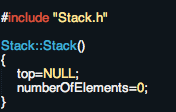 #include "Stack.h"
Stack::Stack()
{
top=NULL;
numberOfElements=0;
}